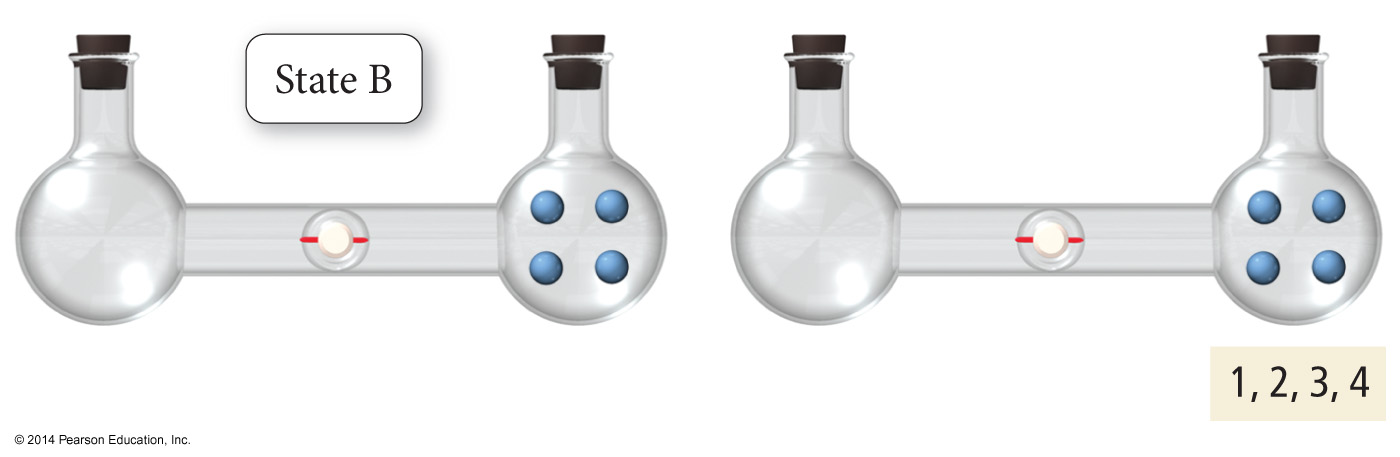 State B
1, 2, 3, 4
© 2014 Pearson Education, Inc.